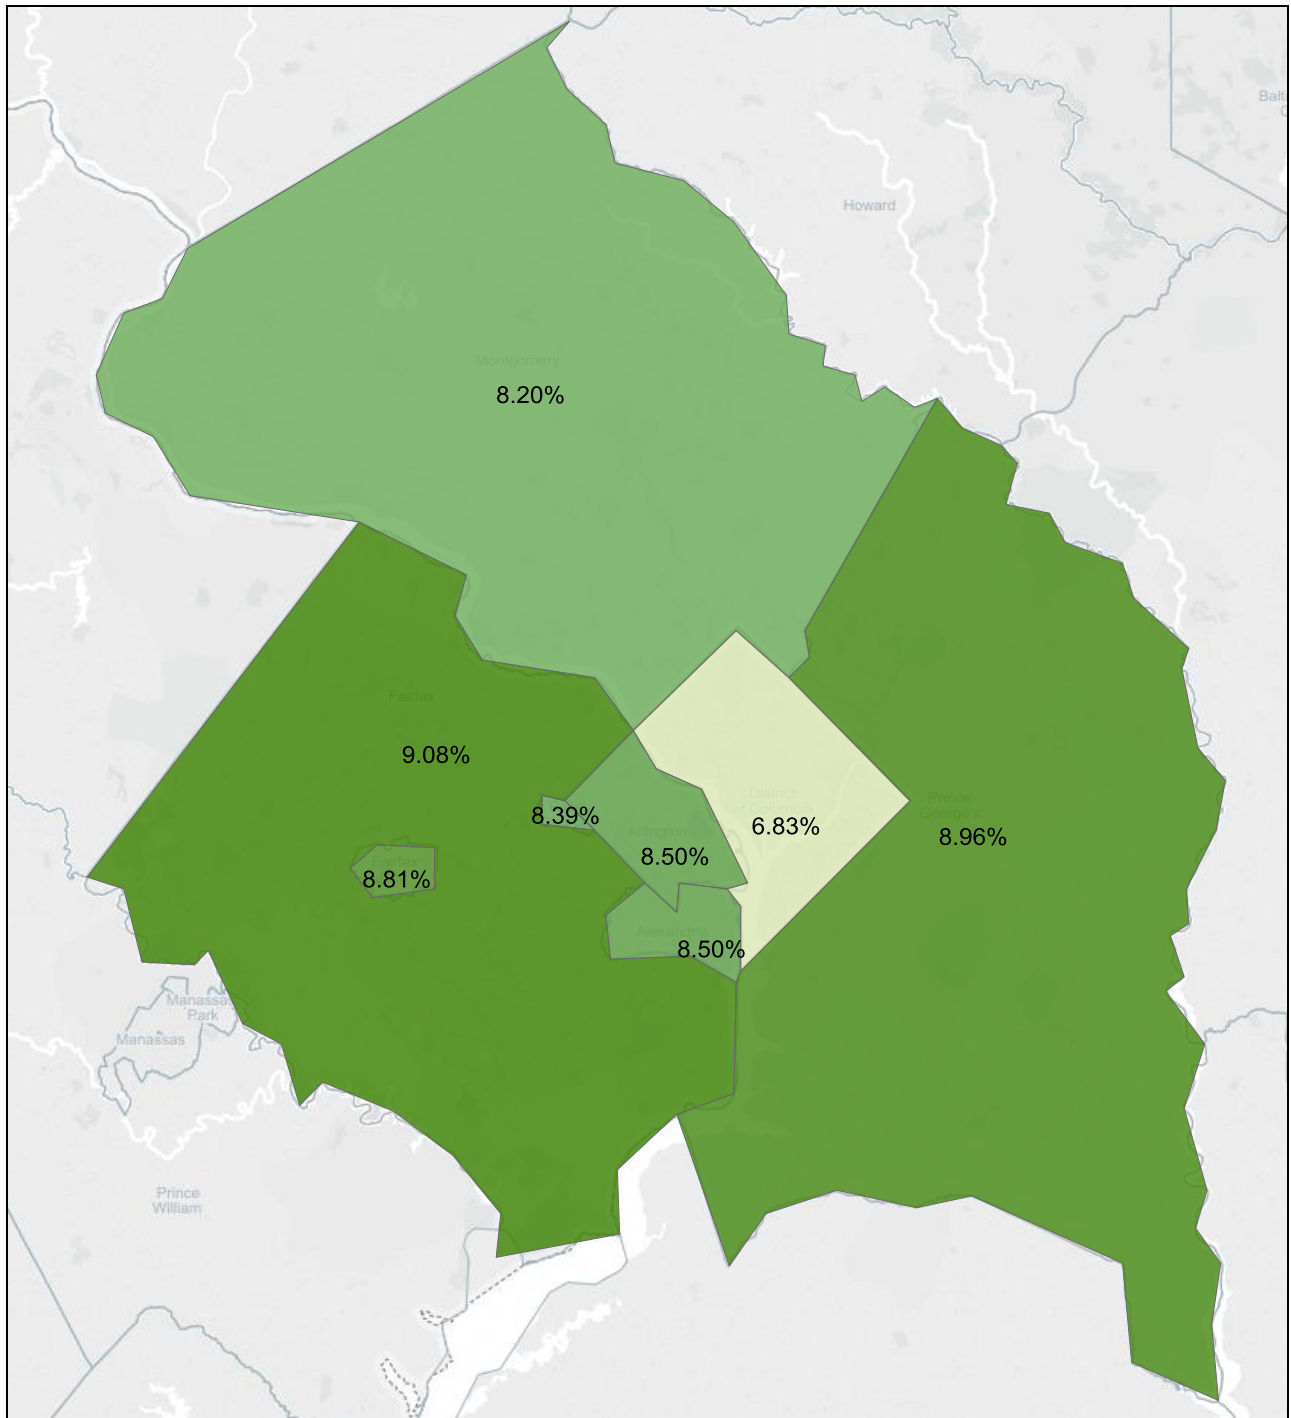 Balt
C
Howard
Montgomery
8.20%
Fairfax
9.08%
8.39%
Arlington
8.50%
District
of Columbia
6.83%
Prince
George's
8.96%
Fairfax
8.81%
Alexandria
8.50%
Manassas
Park
Manassas
Prince
William